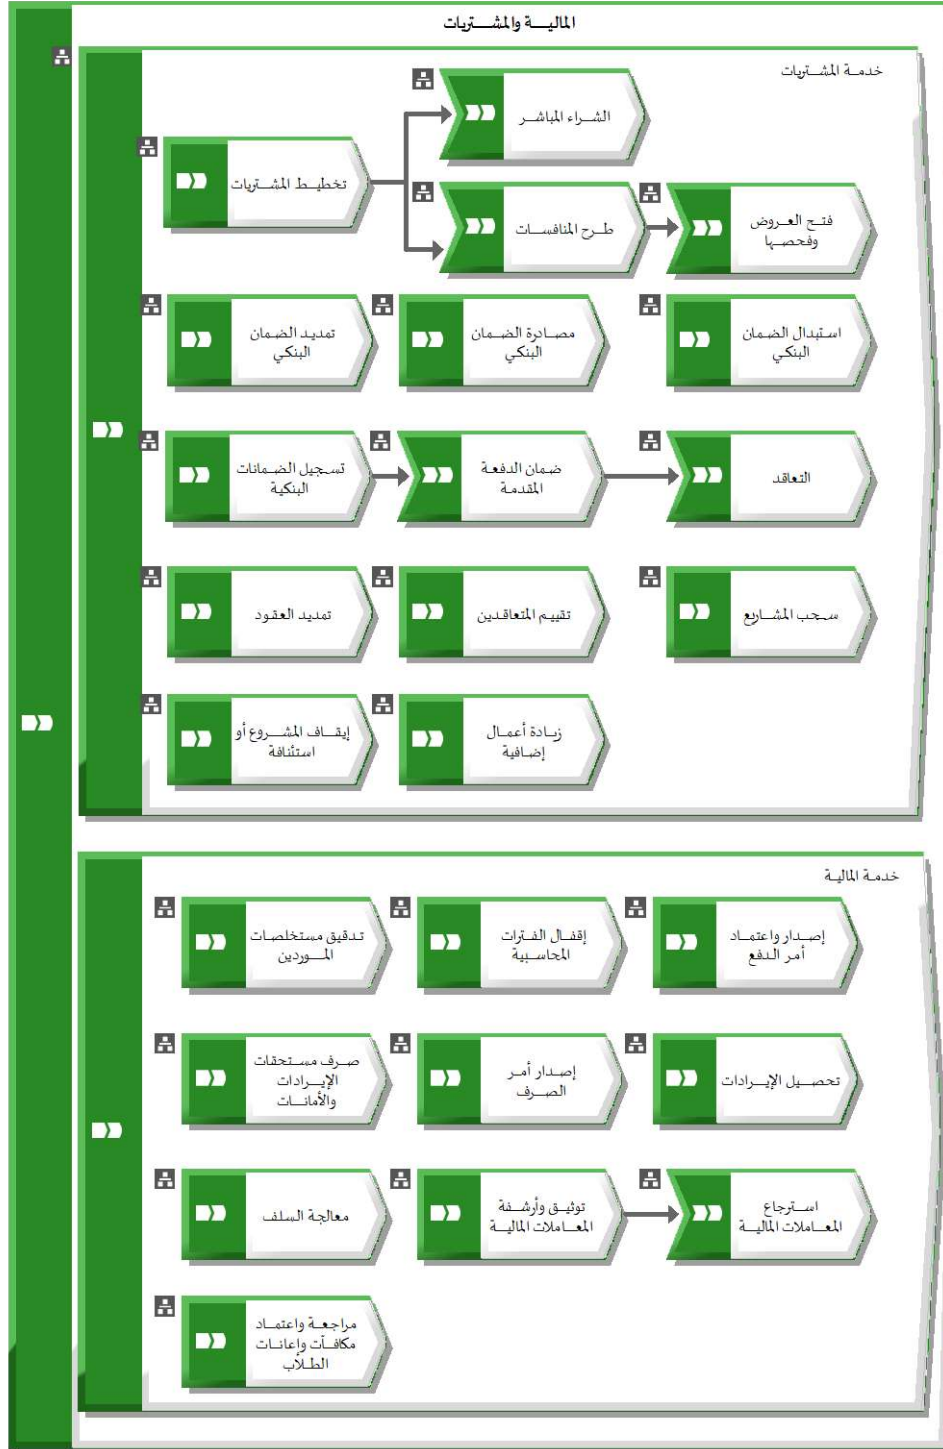 المالية والمشتريات
خدمة المشتريات
الشراء المباشر
تخطيط المشتريات
طرح المنافسات
فتح العروض
وفحصها
تمديد الضمان
البنكي
مصادرة الضمان
البنكي
استبدال الضمان
البنكي
تسجيل الضمانات
البنكية
ضمان الدفعة
المقدمة
التعاقد
تمديد العقود
تقييم المتعاقدين
سحب المشاريع
إيقاف المشروع أو
استئنافة
زيادة أعمال
إضافية
خدمة المالية
تدقيق مستخلصات
الموردين
إقفال الفترات
المحاسبية
إصدار واعتماد
أمر الدفع
صرف مستحقات
الإيرادات
والأمانات
إصدار أمر
الصرف
تحصيل الإيرادات
معالجة السلف
توثيق وأرشفة
المعاملات المالية
استرجاع
المعاملات المالية
مراجعة واعتماد
مكافآت وإعانات
الطلاب